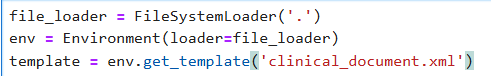 file_loader = FileSystemLoader('.')
env = Environment(loader=file_loader)
template = env.get_template('clinical_document.xml')